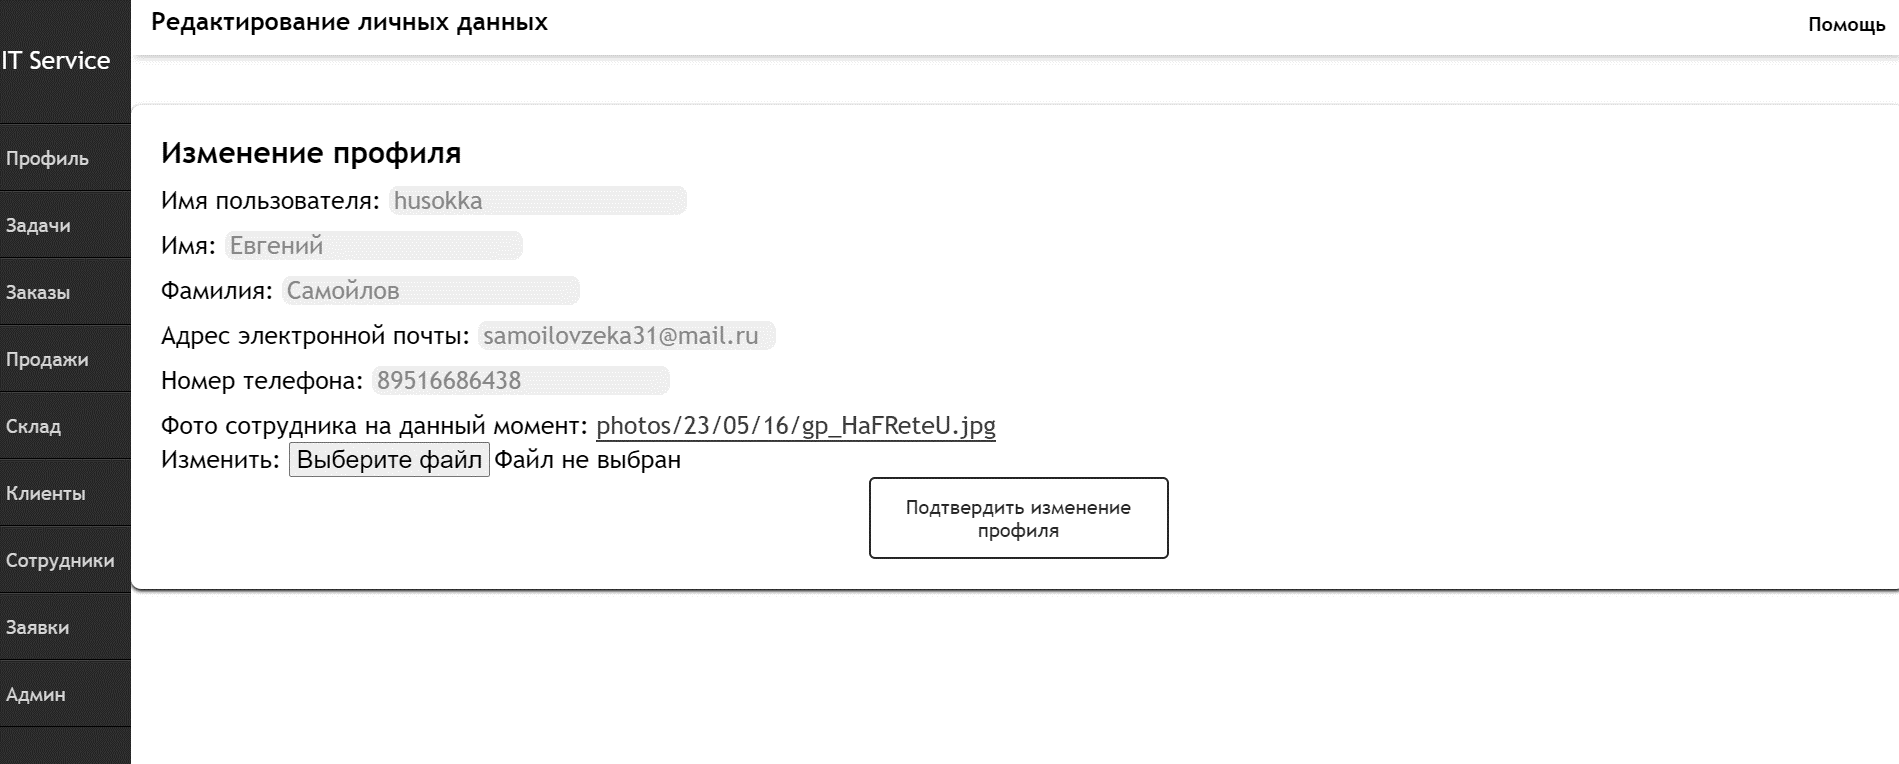 IT Service
Профиль
Задачи
Заказы
Продажи
Склад
Клиенты
Сотрудники
Заявки
Админ
Редактирование личных данных
Помощь
Изменение профиля
Имя пользователя: husokka
Имя: Евгений
Фамилия: Самойлов
Адрес электронной почты: samoilovzeka31@mail.ru
Номер телефона: 89516686438
Фото сотрудника на данный момент: photos/23/05/16/gp_HaFReteU.jpg
Изменить: Выберите файл Файл не выбран
Подтвердить изменение
профиля